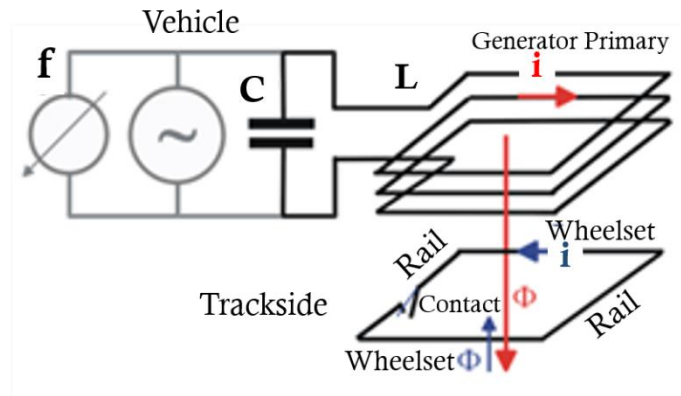 Vehicle
Generator Primary
f
i
C
L
~
Wheelset
Rail
i
Trackside
Contact
Φ
Rail
Wheelset Φ